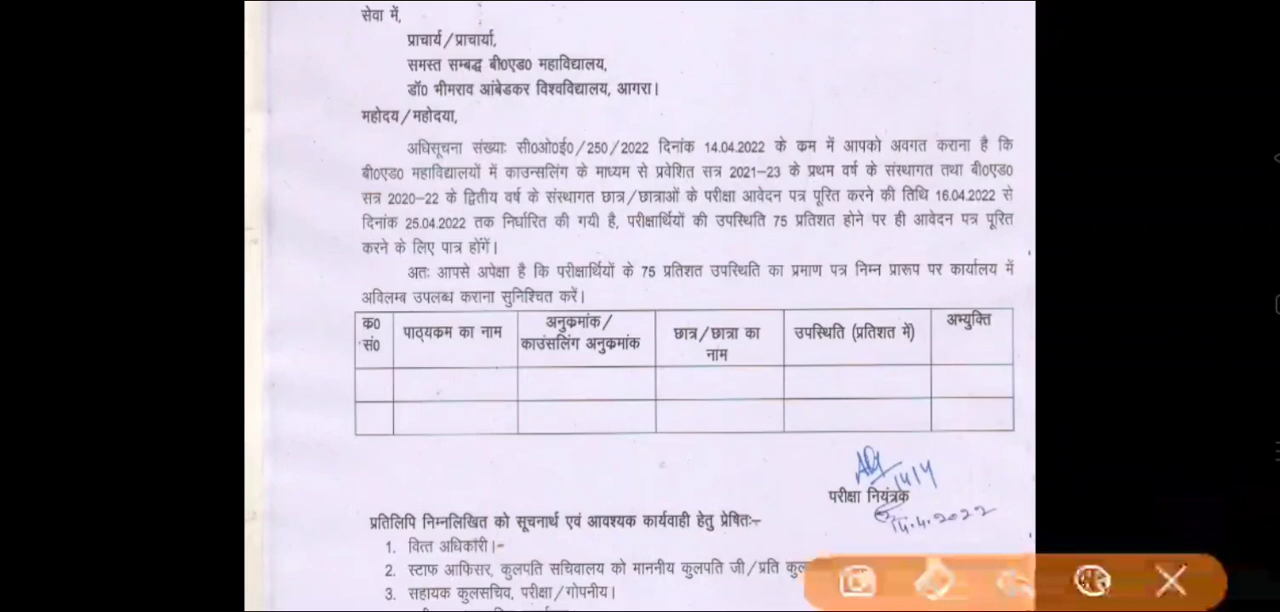 सेवा में,
प्राचार्य/प्राचार्या,
समस्त सम्बद्ध बी0एड0 महाविद्यालय,
डॉ0 भीमराव आंबेडकर विश्वविद्यालय, आगरा।
महोदय/महोदया,
अधिसूचना संख्याः सी0ओ0ई0/250/2022 दिनांक 14.04.2022 के क्रम में आपको अवगत कराना है कि
बी0एड0 महाविद्यालयों में काउन्सलिंग के माध्यम से प्रवेशित सत्र 2021-23 के प्रथम वर्ष के संस्थागत तथा बी0एड0
सत्र 2020-22 के द्वितीय वर्ष के संस्थागत छात्र/छात्राओं के परीक्षा आवेदन पत्र पूरित करने की तिथि 16.04.2022 से
दिनांक 25.04.2022 तक निर्धारित की गयी है, परीक्षार्थियों की उपस्थिति 75 प्रतिशत होने पर ही आवेदन पत्र पूरित
करने के लिए पात्र होंगें।
अतः आपसे अपेक्षा है कि परीक्षार्थियों के 75 प्रतिशत उपस्थिति का प्रमाण पत्र निम्न प्रारूप पर कार्यालय में
अविलम्ब उपलब्ध कराना सुनिश्चित करें।
क्र0 सं0 पाठ्यक्रम का नाम अनुक्रमांक/ काउंसलिंग अनुक्रमांक छात्र/छात्रा का नाम उपस्थिति (प्रतिशत में) अभ्युक्ति
14/4
परीक्षा नियंत्रक
14.4.2022
प्रतिलिपि निम्नलिखित को सूचनार्थ एवं आवश्यक कार्यवाही हेतु प्रेषितः-
1. वित्त अधिकारी।-
2. स्टाफ आफिसर, कुलपति सचिवालय को माननीय कुलपति जी/प्रति
3. सहायक कुलसचिव, परीक्षा/गोपनीय।